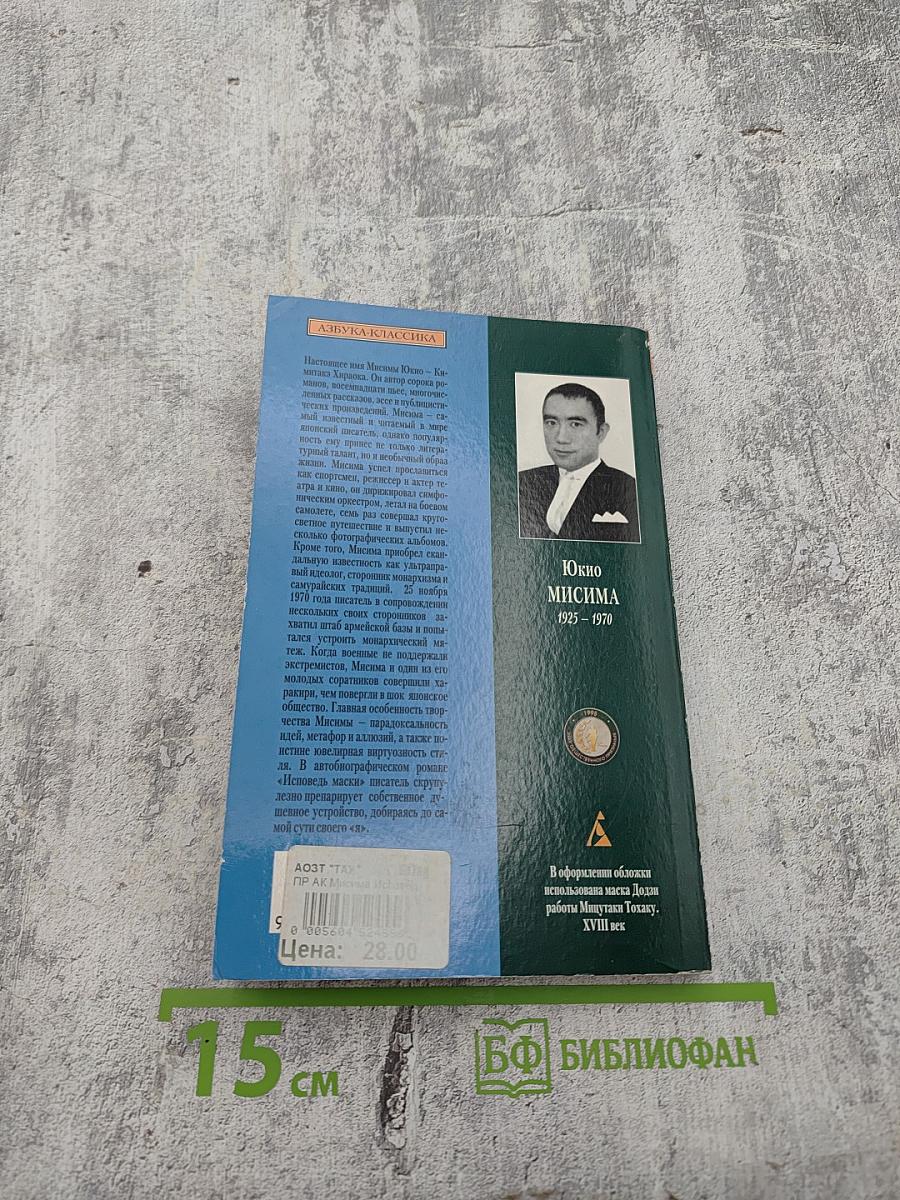 АЗБУКА-КЛАССИКА
Настоящее имя Мисимы Юкио – Ки-
митакэ Хираока. Он автор сорока ро-
манов, восемнадцати пьес, многочис-
ленных рассказов, эссе и публицисти-
ческих произведений. Мисима – са-
мый известный и читаемый в мире
японский писатель, однако популяр-
ность ему принес не только литера-
турный талант, но и необычный образ
жизни. Мисима успел прославиться
как спортсмен, режиссер и актер те-
атра и кино, он дирижировал симфо-
ническим оркестром, летал на боевом
самолете, семь раз совершал круго-
светное путешествие и выпустил не-
сколько фотографических альбомов.
Кроме того, Мисима приобрел скан-
дальную известность как ультрапра-
вый идеолог, сторонник монархизма и
самурайских традиций. 25 ноября
1970 года писатель в сопровождении
нескольких своих сторонников за-
хватил штаб армейской базы и попы-
тался устроить монархический мя-
теж. Когда военные не поддержали
экстремистов, Мисима и один из его
молодых соратников совершили ха-
ракири, чем повергли в шок японское
общество. Главная особенность твор-
чества Мисимы – парадоксальность
идей, метафор и аллюзий, а также по-
истине ювелирная виртуозность сти-
ля. В автобиографическом романе
«Исповедь маски» писатель скрупу-
лезно препарирует собственное ду-
шевное устройство, добираясь до са-
мой сути своего «я».
АОЗТ "ТАК"
ПР АК Мисима
9
Цена: 28.00
Юкио
МИСИМА
1925 – 1970
1998
В оформлении обложки
использована маска Додзи
работы Мицутаки Тохаку.
XVIII век
15 см
БФ БИБЛИОФАН